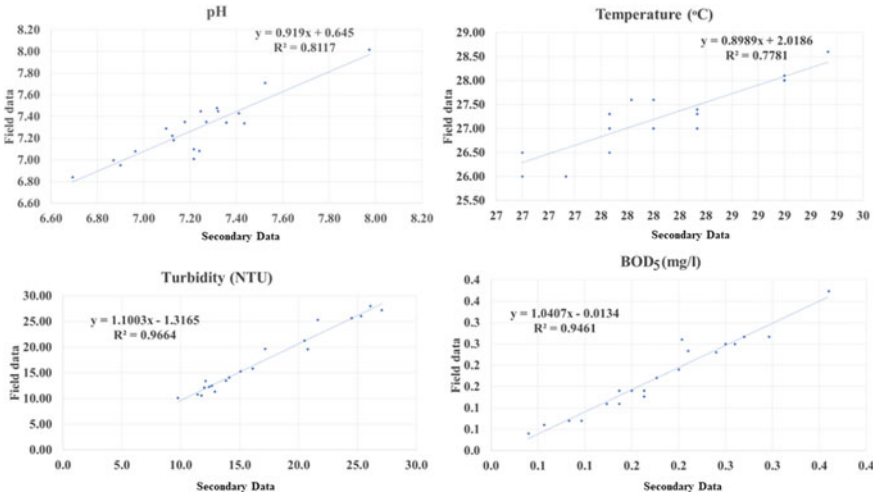 pH
y = 0.919x + 0.645
R² = 0.8117
Field data
8.20
8.00
7.80
7.60
7.40
7.20
7.00
6.80
6.60
6.60 6.80 7.00 7.20 7.40 7.60 7.80 8.00 8.20
Secondary Data
Temperature (°C)
y = 0.8989x + 2.0186
R² = 0.7781
Field data
29.00
28.50
28.00
27.50
27.00
26.50
26.00
25.50
27 27 27 28 28 28 29 29 30
Secondary Data
Turbidity (NTU)
y = 1.1003x - 1.3165
R² = 0.9664
Field data
30.00
25.00
20.00
15.00
10.00
5.00
0.00
0.0 5.0 10.0 15.0 20.0 25.0 30.0
Secondary Data
BOD₅(mg/l)
y = 1.0407x - 0.0134
R² = 0.9461
Field data
0.4
0.4
0.3
0.2
0.2
0.1
0.0
0.0 0.1 0.1 0.2 0.2 0.3 0.3 0.4 0.4
Secondary Data